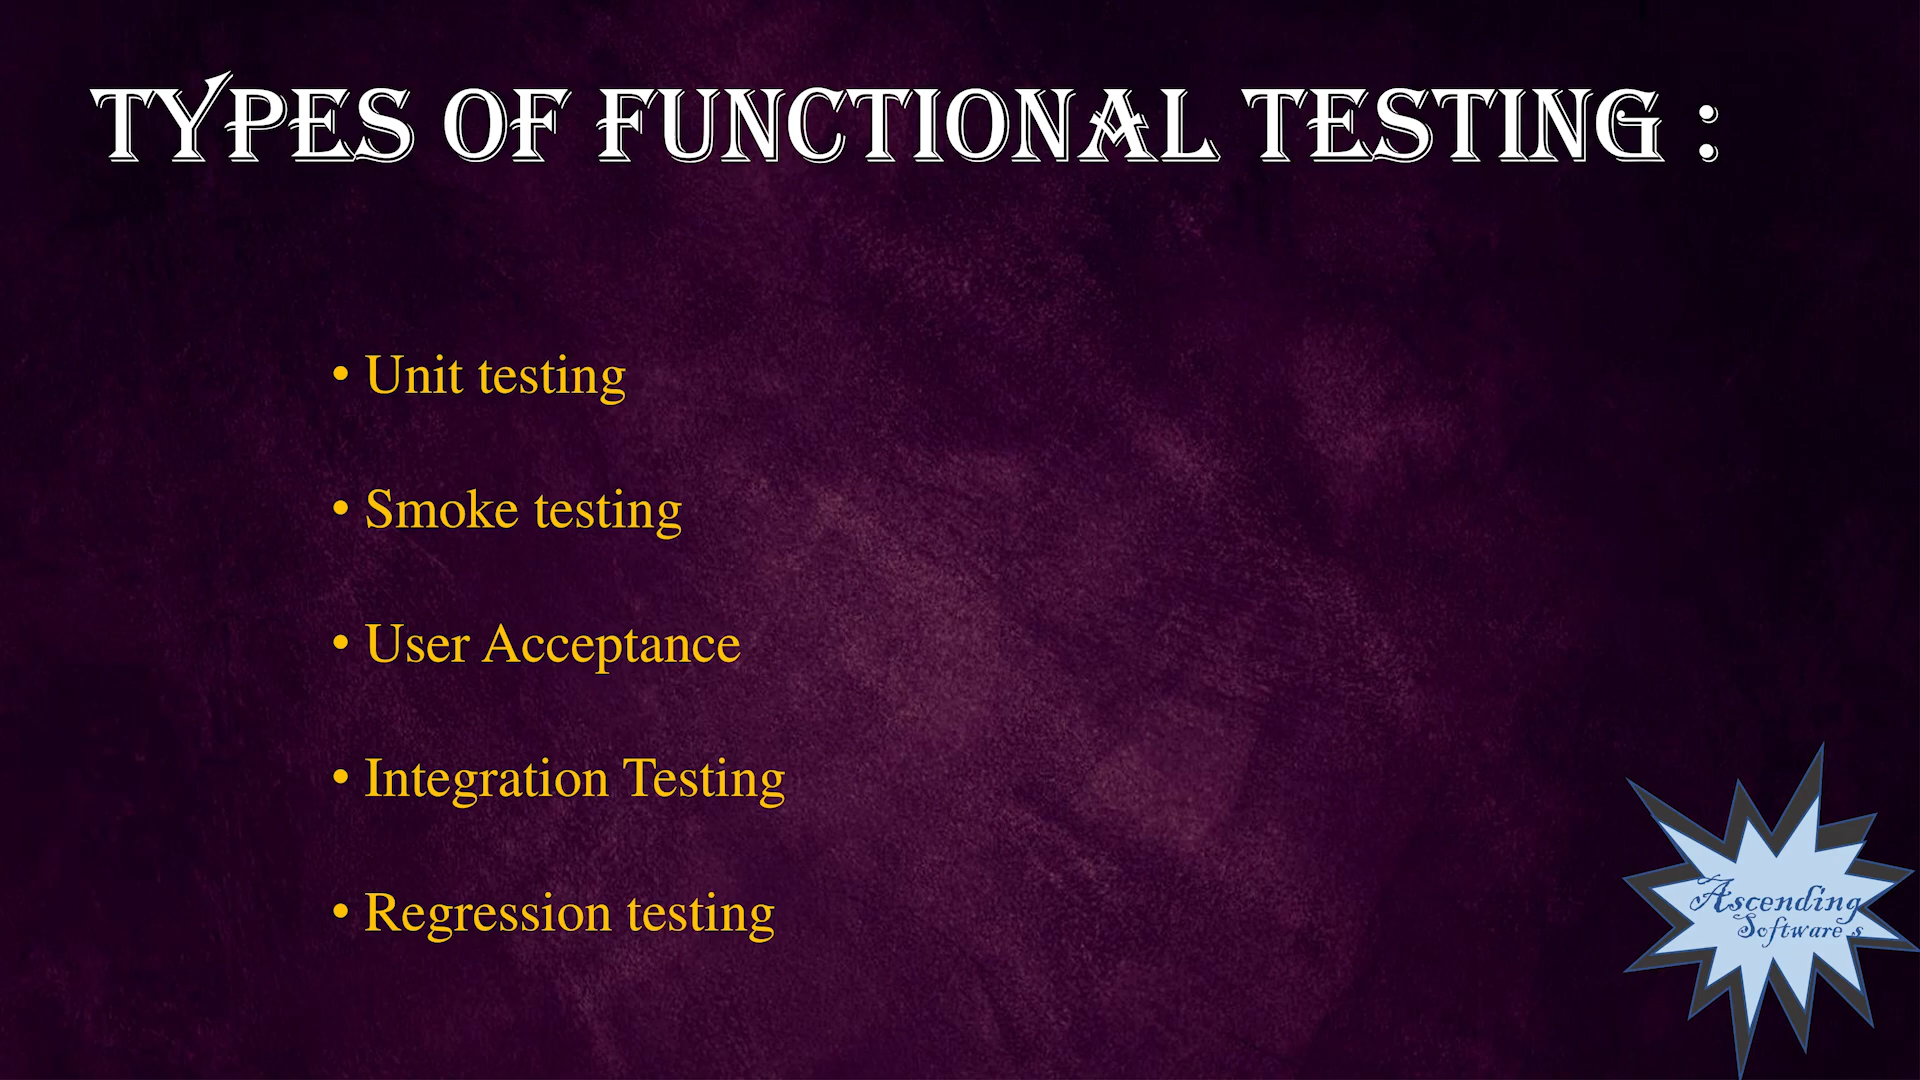 TYPES OF FUNCTIONAL TESTING :
• Unit testing
• Smoke testing
• User Acceptance
• Integration Testing
• Regression testing
Ascending
Software s